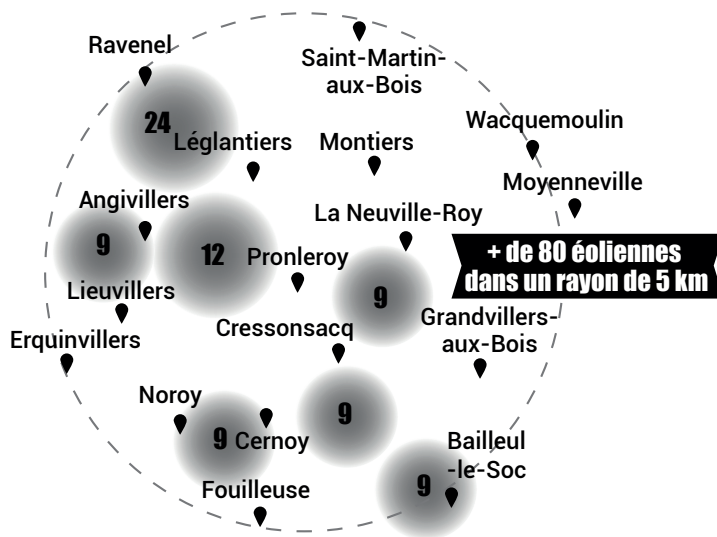 Ravenel
Saint-Martin-
aux-Bois
24
Léglantiers
Montiers
Wacquemoulin
Moyenneville
Angivillers
La Neuville-Roy
9
12
Pronleroy
+ de 80 éoliennes
dans un rayon de 5 km
Lieuvillers
9
Grandvillers-
aux-Bois
Erquinvillers
Cressonsacq
Noroy
9
9
Cernoy
Bailleul
-le-Soc
Fouilleuse
9